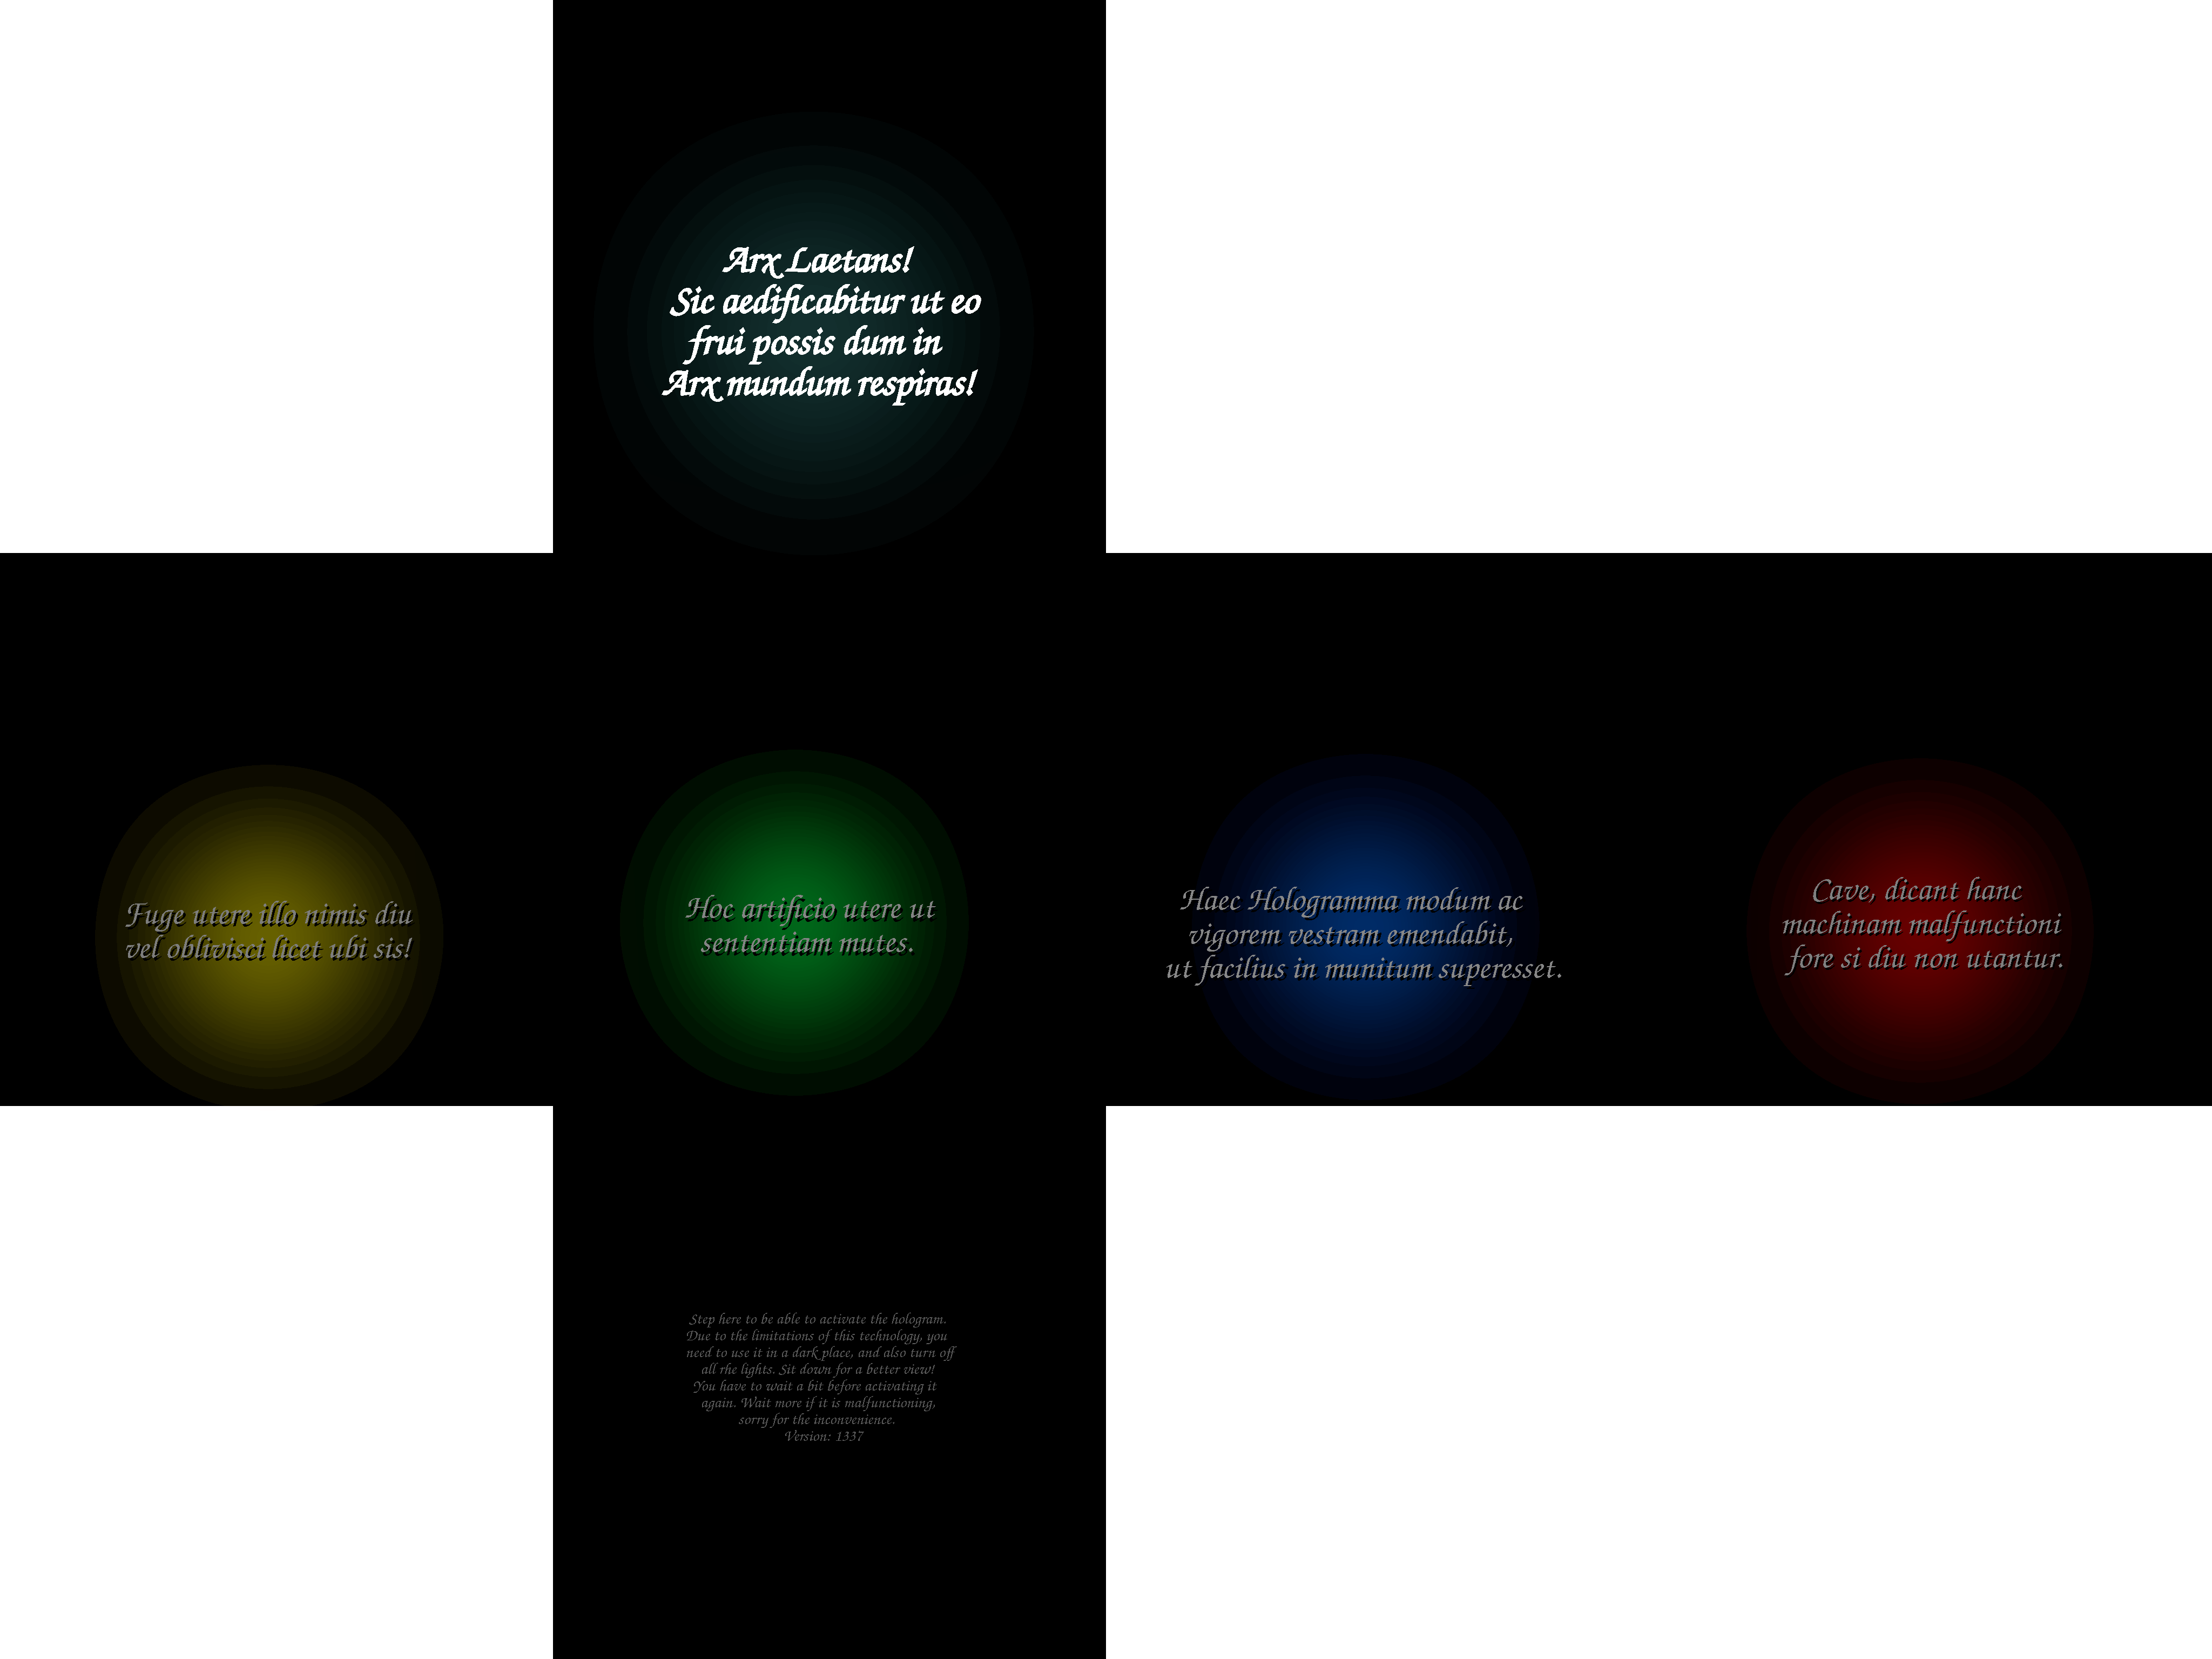 Arx Laetans!
Sic aedificabitur ut eo
frui possis dum in
Arx mundum respiras!
Fuge utere illo nimis diu
vel oblivisci licet ubi sis!
Hoc artificio utere ut
sententiam mutes.
Haec Hologramma modum ac
vigorem vestram emendabit,
ut facilius in munitum superesset.
Cave, dicant hanc
machinam malfunctioni
fore si diu non utantur.
Step here to be able to activate the hologram.
Due to the limitations of this technology, you
need to use it in a dark place, and also turn off
all rhe lights. Sit down for a better view!
You have to wait a bit before activating it
again. Wait more if it is malfunctioning,
sorry for the inconvenience.
Version: 1337